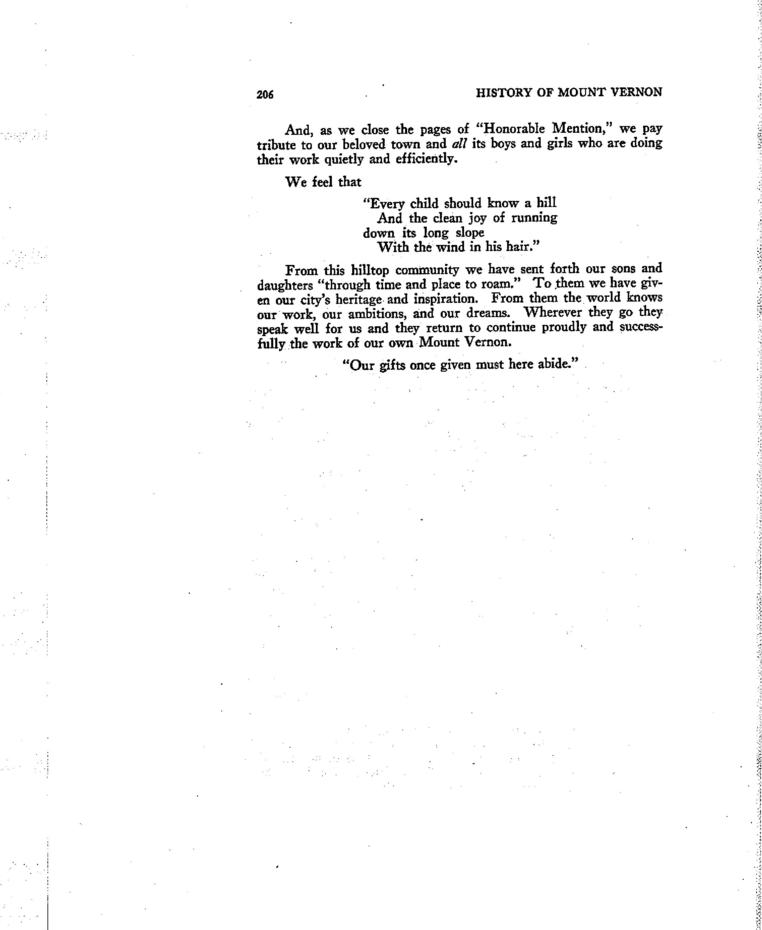 206 HISTORY OF MOUNT VERNON
And, as we close the pages of “Honorable Mention,” we pay
tribute to our beloved town and all its boys and girls who are doing
their work quietly and efficiently.
We feel that
“Every child should know a hill
And the clean joy of running
down its long slope
With the wind in his hair.”
From this hilltop community we have sent forth our sons and
daughters “through time and place to roam.” To them we have giv-
en our city’s heritage and inspiration. From them the world knows
our work, our ambitions, and our dreams. Wherever they go they
speak well for us and they return to continue proudly and success-
fully the work of our own Mount Vernon.
“Our gifts once given must here abide.”